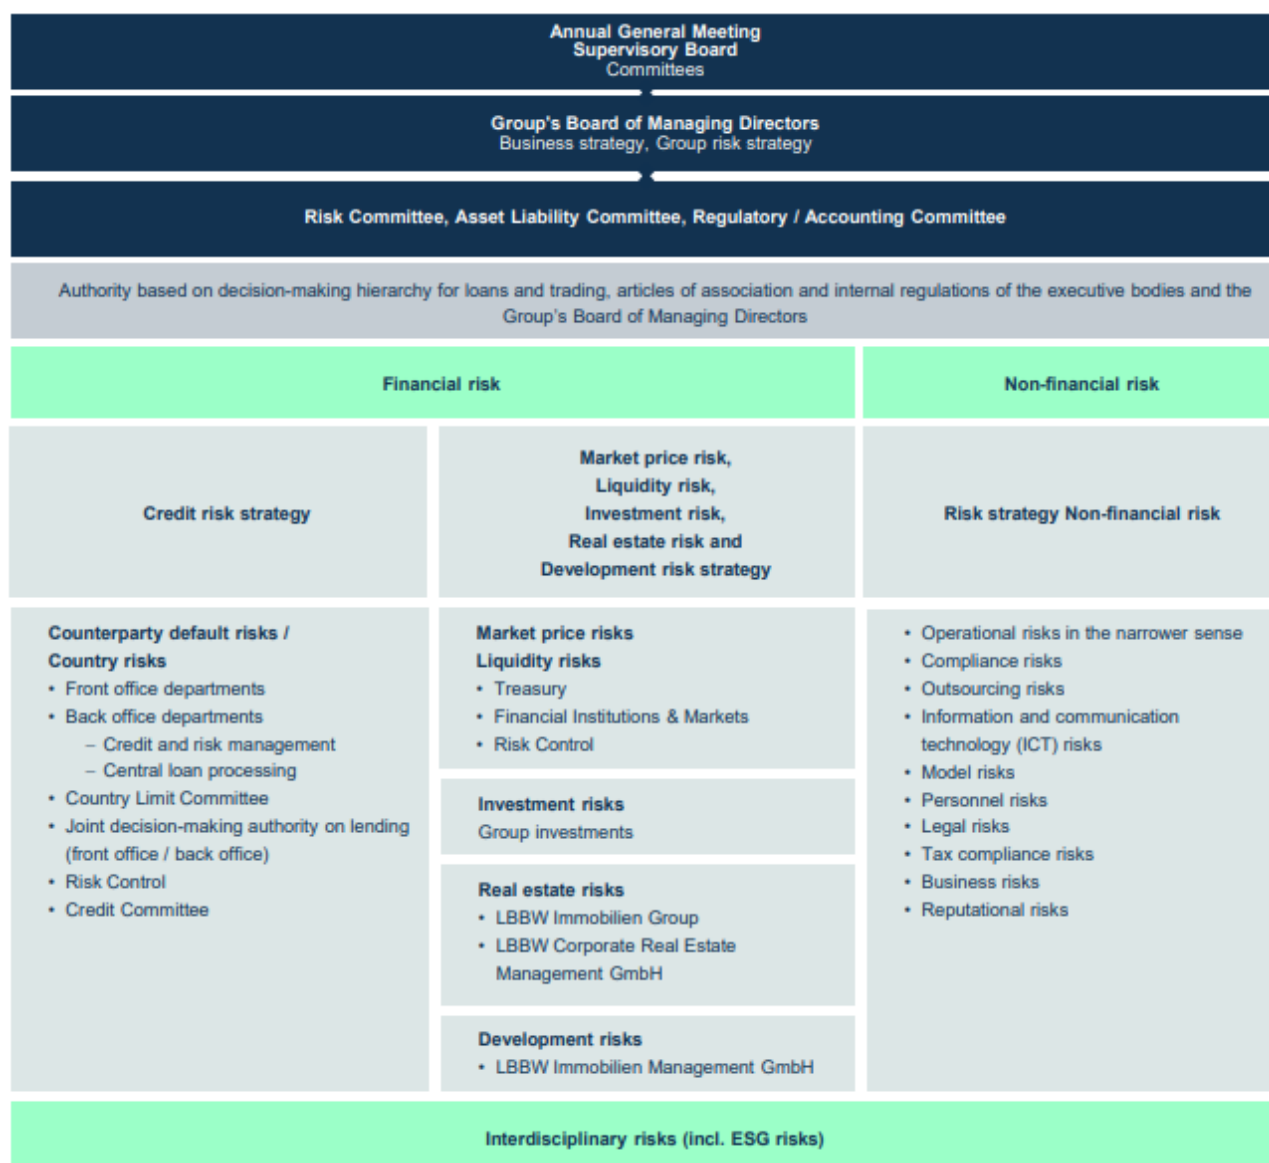 Annual General Meeting
Supervisory Board
Committees
Group's Board of Managing Directors
Business strategy, Group risk strategy
Risk Committee, Asset Liability Committee, Regulatory / Accounting Committee
Authority based on decision-making hierarchy for loans and trading, articles of association and internal regulations of the executive bodies and the
Group's Board of Managing Directors
Financial risk
Non-financial risk
Credit risk strategy
Market price risk,
Liquidity risk,
Investment risk,
Real estate risk and
Development risk strategy
Risk strategy Non-financial risk
Counterparty default risks /
Country risks
• Front office departments
• Back office departments
– Credit and risk management
– Central loan processing
• Country Limit Committee
• Joint decision-making authority on lending
(front office / back office)
• Risk Control
• Credit Committee
Market price risks
Liquidity risks
• Treasury
• Financial Institutions & Markets
• Risk Control
Investment risks
Group investments
Real estate risks
• LBBW Immobilien Group
• LBBW Corporate Real Estate
Management GmbH
Development risks
• LBBW Immobilien Management GmbH
• Operational risks in the narrower sense
• Compliance risks
• Outsourcing risks
• Information and communication
technology (ICT) risks
• Model risks
• Personnel risks
• Legal risks
• Tax compliance risks
• Business risks
• Reputational risks
Interdisciplinary risks (incl. ESG risks)